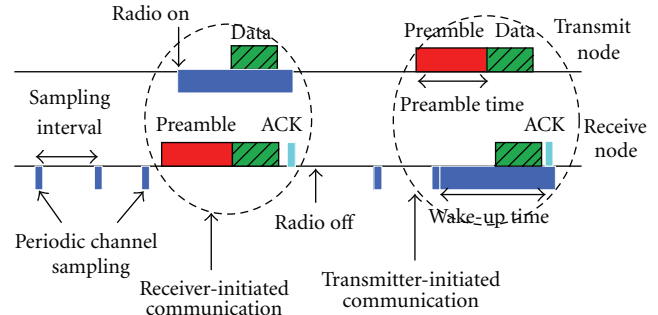 Radio on
Data
Preamble Data
Transmit
node
Sampling
interval
Preamble time
Preamble
ACK
ACK
Receive
node
Periodic channel
sampling
Radio off
Wake-up time
Receiver-initiated
communication
Transmitter-initiated
communication